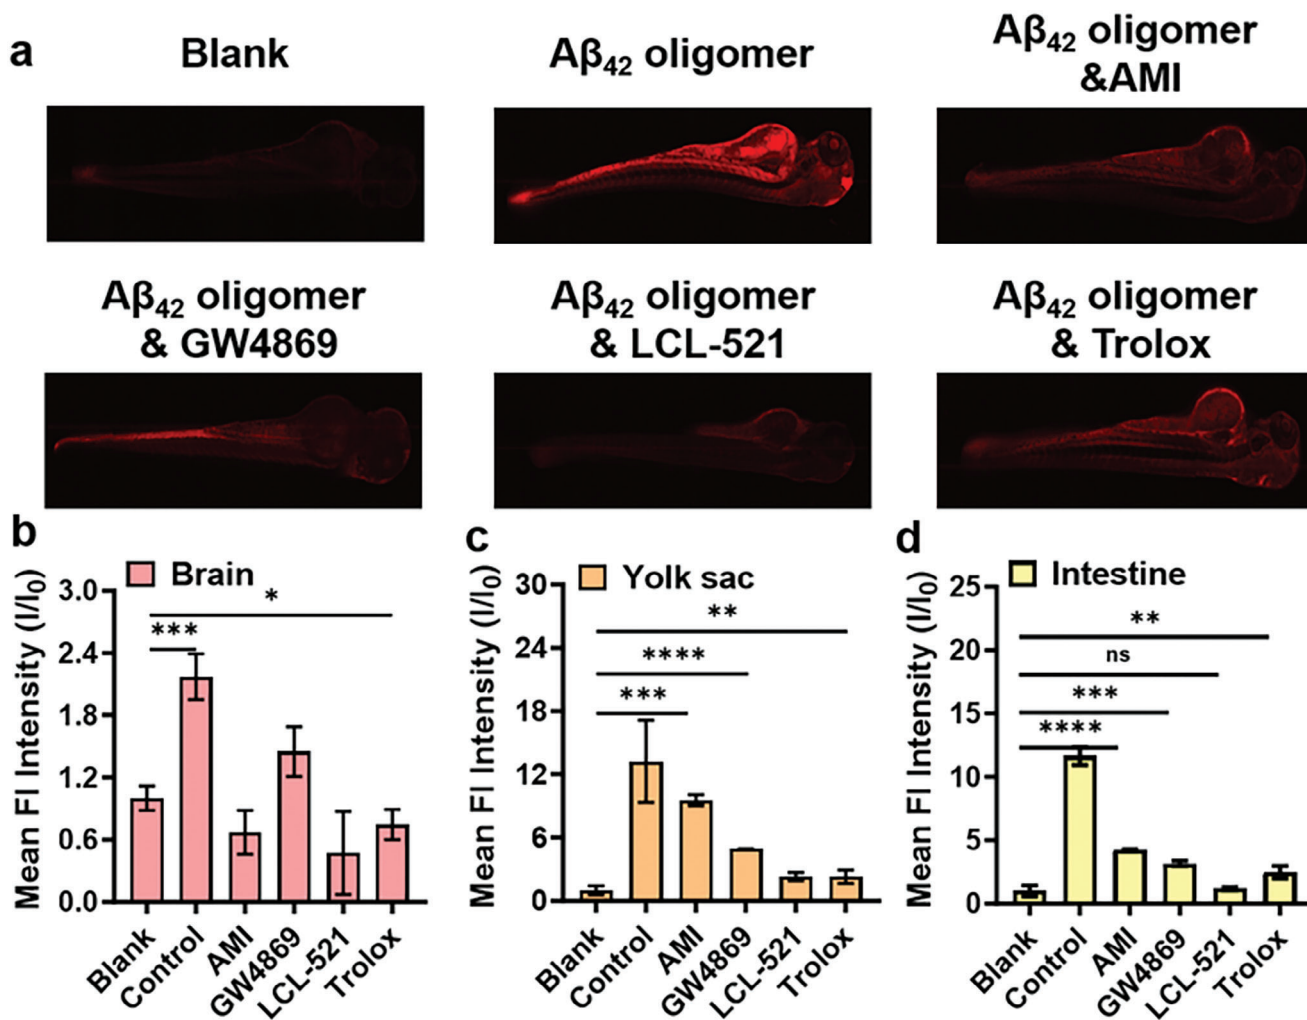 a
Blank
Aβ₄₂ oligomer
Aβ₄₂ oligomer
&AMI
Aβ₄₂ oligomer
& GW4869
Aβ₄₂ oligomer
& LCL-521
Aβ₄₂ oligomer
& Trolox
b
Brain
Mean FI Intensity (I/I₀)
3.0
2.4
1.8
1.2
0.6
0.0
*
***
Blank
Control
AMI
GW4869
LCL-521
Trolox
c
Yolk sac
Mean FI Intensity (I/I₀)
30
24
18
12
6
0
**
****
***
Blank
Control
AMI
GW4869
LCL-521
Trolox
d
Intestine
Mean FI Intensity (I/I₀)
25
20
15
10
5
0
**
ns
***
****
Blank
Control
AMI
GW4869
LCL-521
Trolox